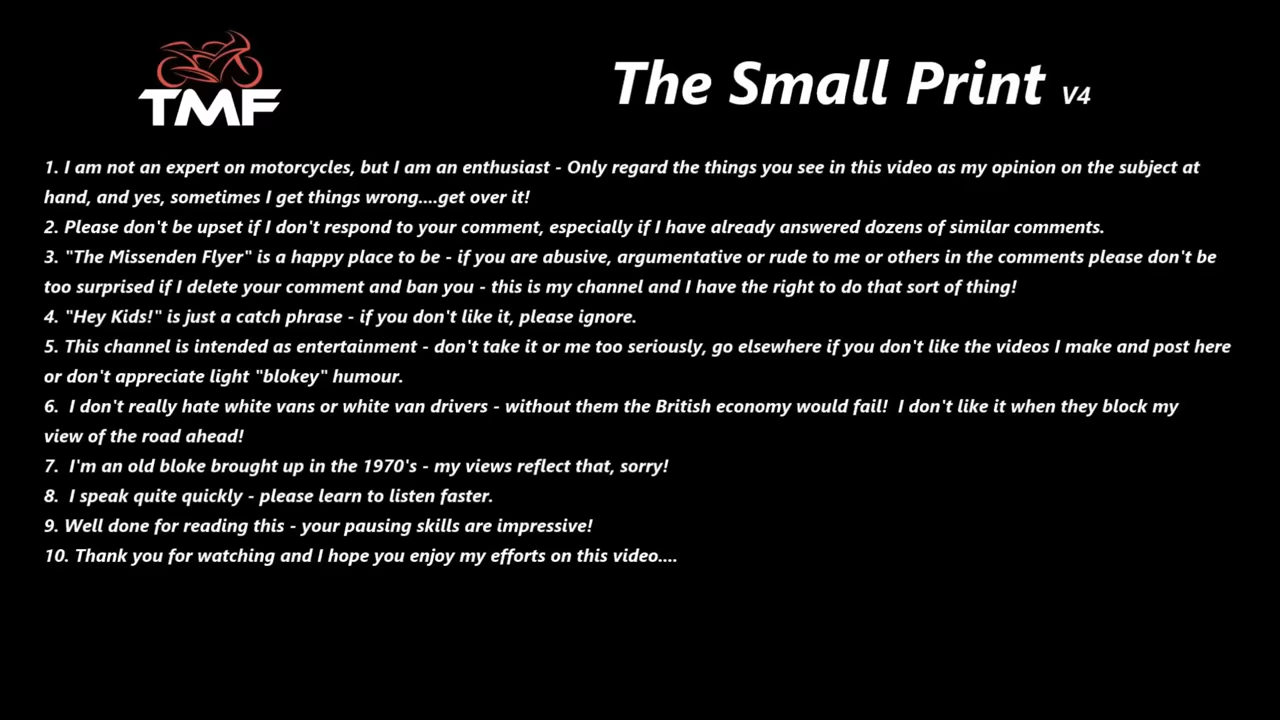 TMF
The Small Print V4
1. I am not an expert on motorcycles, but I am an enthusiast - Only regard the things you see in this video as my opinion on the subject at
hand, and yes, sometimes I get things wrong....get over it!
2. Please don't be upset if I don't respond to your comment, especially if I have already answered dozens of similar comments.
3. "The Missenden Flyer" is a happy place to be - if you are abusive, argumentative or rude to me or others in the comments please don't be
too surprised if I delete your comment and ban you - this is my channel and I have the right to do that sort of thing!
4. "Hey Kids!" is just a catch phrase - if you don't like it, please ignore.
5. This channel is intended as entertainment - don't take it or me too seriously, go elsewhere if you don't like the videos I make and post here
or don't appreciate light "blokey" humour.
6.  I don't really hate white vans or white van drivers - without them the British economy would fail!  I don't like it when they block my
view of the road ahead!
7.  I'm an old bloke brought up in the 1970's - my views reflect that, sorry!
8.  I speak quite quickly - please learn to listen faster.
9. Well done for reading this - your pausing skills are impressive!
10. Thank you for watching and I hope you enjoy my efforts on this video....